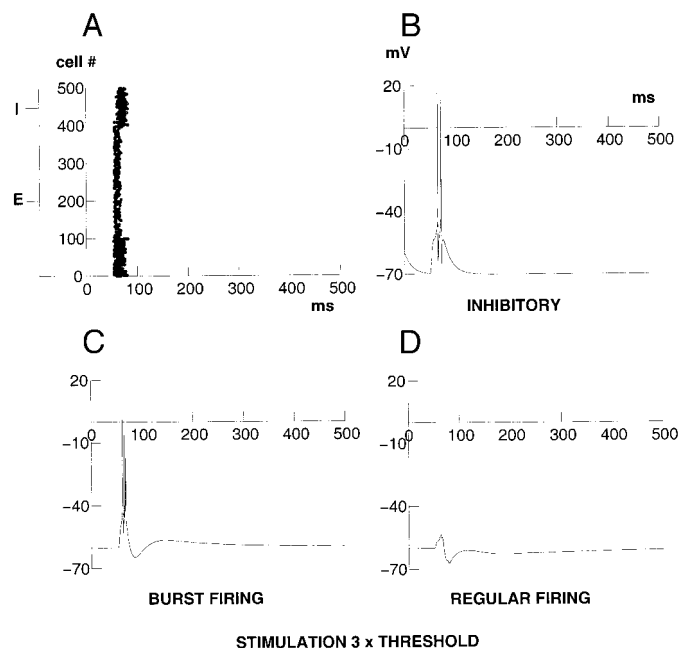 A
cell #
500
400
300
200
100
0
I
E
0 100 200 300 400 500
ms
B
mV
20
ms
0 100 200 300 400 500
-10
-40
-70
INHIBITORY
C
20
0 100 200 300 400 500
-10
-40
-70
BURST FIRING
D
20
0 100 200 300 400 500
-10
-40
-70
REGULAR FIRING
STIMULATION 3 x THRESHOLD